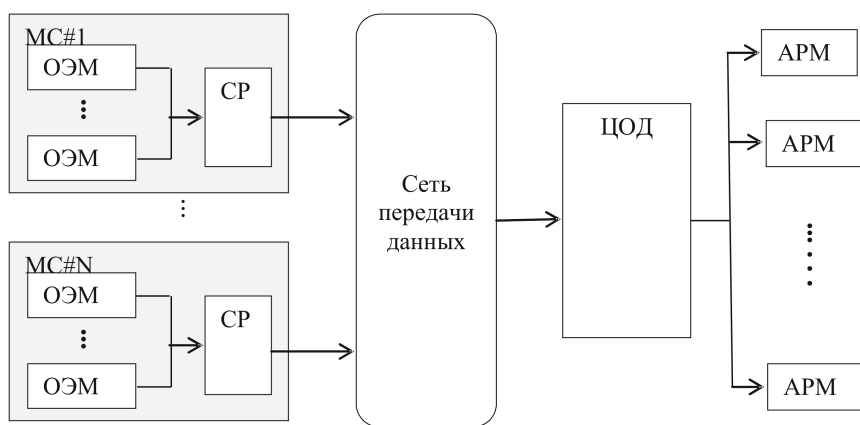 МС#1
ОЭМ
ОЭМ
СР
МС#N
ОЭМ
ОЭМ
СР
Сеть
передачи
данных
ЦОД
АРМ
АРМ
АРМ